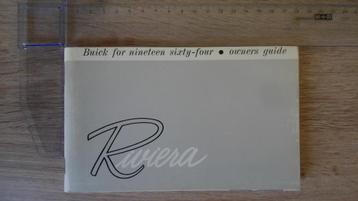 Buick for nineteen sixty-four • owners guide
Riviera